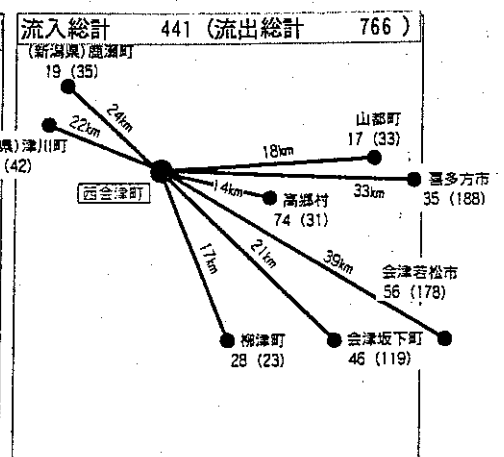 流入総計 441 (流出総計 766 )
(新潟県)鹿瀬町
19 (35)
24km
22km
県)津川町
(42)
山都町
17 (33)
18km
33km
喜多方市
35 (188)
西会津町
14km
高郷村
74 (31)
17km
21km
39km
会津若松市
56 (178)
柳津町
28 (23)
会津坂下町
46 (119)